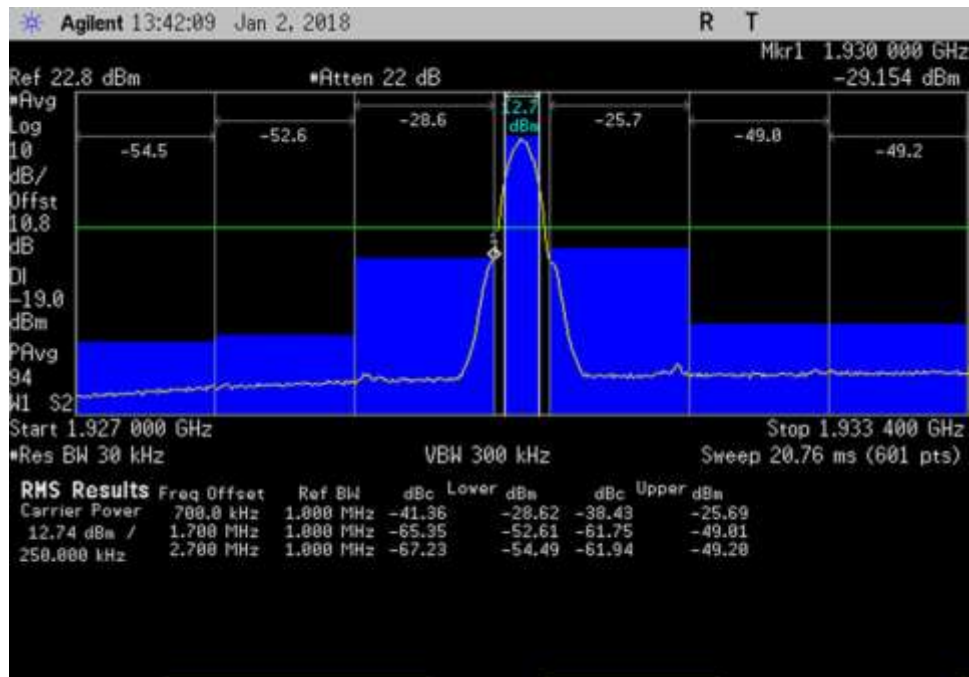 Agilent 13:42:09 Jan 2, 2018 R T
Mkr1 1.930 000 GHz
Ref 22.8 dBm #Atten 22 dB -29.154 dBm
#Avg
Log
10
dB/
Offst
10.8
dB
DI
-19.0
dBm
PAvg
94
W1 S2
-54.5
-52.6
-28.6
12.7
dBm
-25.7
-49.0
-49.2
Start 1.927 000 GHz Stop 1.933 400 GHz
#Res BW 30 kHz VBW 300 kHz Sweep 20.76 ms (601 pts)
RMS Results Freq Offset Ref BW dBc Lower dBm dBc Upper dBm
Carrier Power 700.0 kHz 1.000 MHz -41.36 -28.62 -38.43 -25.69
12.74 dBm / 1.700 MHz 1.000 MHz -65.35 -52.61 -61.75 -49.01
250.000 kHz 2.700 MHz 1.000 MHz -67.23 -54.49 -61.94 -49.20